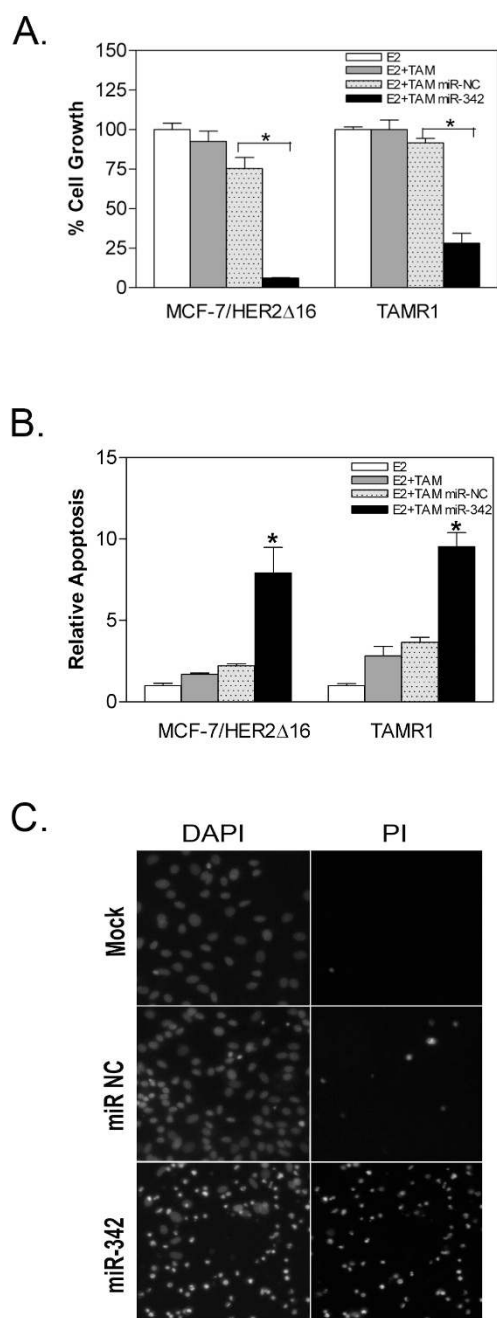 A.
E2
E2+TAM
E2+TAM miR-NC
E2+TAM miR-342
% Cell Growth
100
75
50
25
0
*
*
MCF-7/HER2Δ16 TAMR1
B.
E2
E2+TAM
E2+TAM miR-NC
E2+TAM miR-342
Relative Apoptosis
15
10
5
0
*
*
MCF-7/HER2Δ16 TAMR1
C.
DAPI PI
Mock
miR NC
miR-342